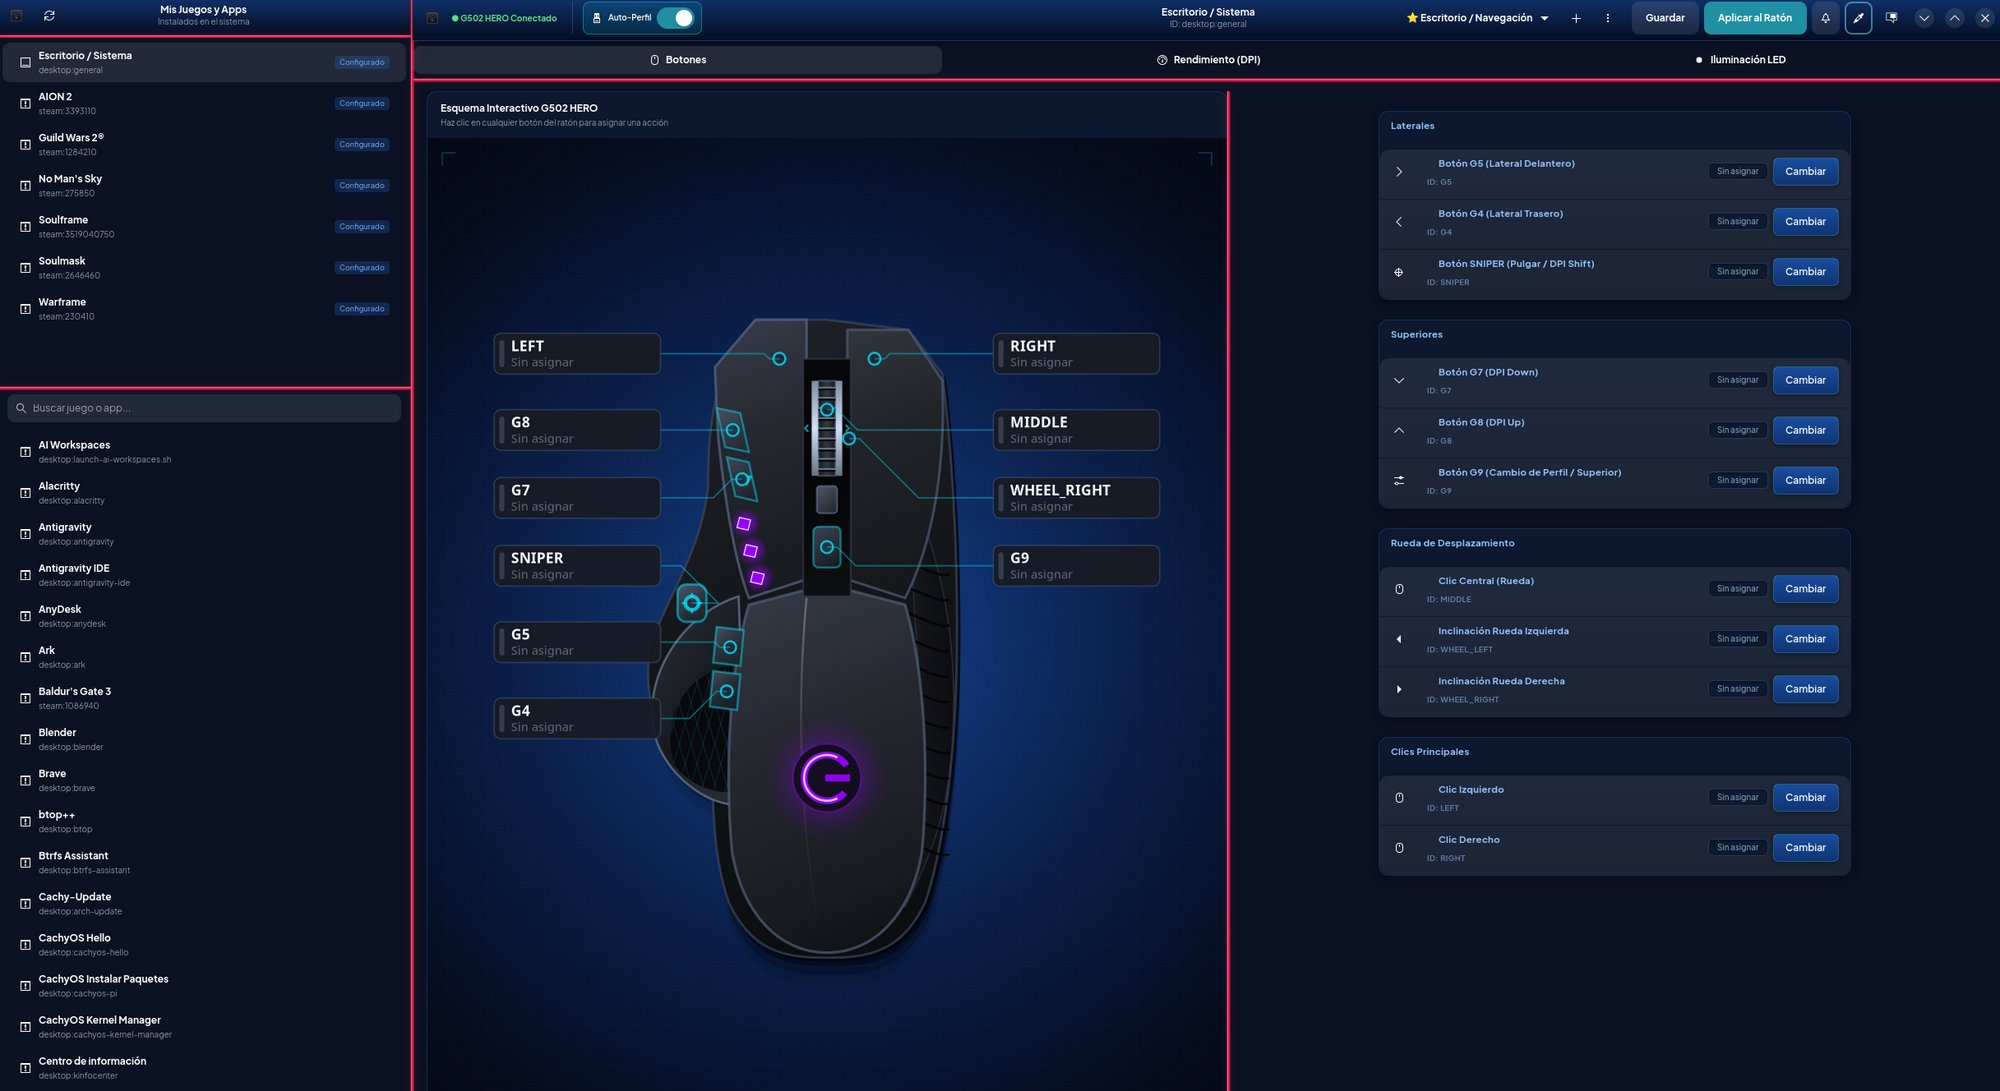 Mis Juegos y Apps
Instalados en el sistema
G502 HERO Conectado
Auto-Perfil
Escritorio / Sistema
ID: desktop:general
⭐ Escritorio / Navegación
Guardar
Aplicar al Ratón
Escritorio / Sistema
desktop:general
Configurado
AION 2
steam:3393110
Configurado
Guild Wars 2®
steam:1284210
Configurado
No Man's Sky
steam:275850
Configurado
Soulframe
steam:3519040750
Configurado
Soulmask
steam:2646460
Configurado
Warframe
steam:230410
Configurado
Buscar juego o app...
AI Workspaces
desktop:launch-ai-workspaces.sh
Alacritty
desktop:alacritty
Antigravity
desktop:antigravity
Antigravity IDE
desktop:antigravity-ide
AnyDesk
desktop:anydesk
Ark
desktop:ark
Baldur's Gate 3
steam:1086940
Blender
desktop:blender
Brave
desktop:brave
btop++
desktop:btop
Btrfs Assistant
desktop:btrfs-assistant
Cachy-Update
desktop:arch-update
CachyOS Hello
desktop:cachyos-hello
CachyOS Instalar Paquetes
desktop:cachyos-pi
CachyOS Kernel Manager
desktop:cachyos-kernel-manager
Centro de información
desktop:kinfocenter
Botones
Rendimiento (DPI)
Iluminación LED
Esquema Interactivo G502 HERO
Haz clic en cualquier botón del ratón para asignar una acción
LEFT
Sin asignar
G8
Sin asignar
G7
Sin asignar
SNIPER
Sin asignar
G5
Sin asignar
G4
Sin asignar
RIGHT
Sin asignar
MIDDLE
Sin asignar
WHEEL_RIGHT
Sin asignar
G9
Sin asignar
Laterales
Botón G5 (Lateral Delantero)
ID: G5
Sin asignar
Cambiar
Botón G4 (Lateral Trasero)
ID: G4
Sin asignar
Cambiar
Botón SNIPER (Pulgar / DPI Shift)
ID: SNIPER
Sin asignar
Cambiar
Superiores
Botón G7 (DPI Down)
ID: G7
Sin asignar
Cambiar
Botón G8 (DPI Up)
ID: G8
Sin asignar
Cambiar
Botón G9 (Cambio de Perfil / Superior)
ID: G9
Sin asignar
Cambiar
Rueda de Desplazamiento
Clic Central (Rueda)
ID: MIDDLE
Sin asignar
Cambiar
Inclinación Rueda Izquierda
ID: WHEEL_LEFT
Sin asignar
Cambiar
Inclinación Rueda Derecha
ID: WHEEL_RIGHT
Sin asignar
Cambiar
Clics Principales
Clic Izquierdo
ID: LEFT
Sin asignar
Cambiar
Clic Derecho
ID: RIGHT
Sin asignar
Cambiar